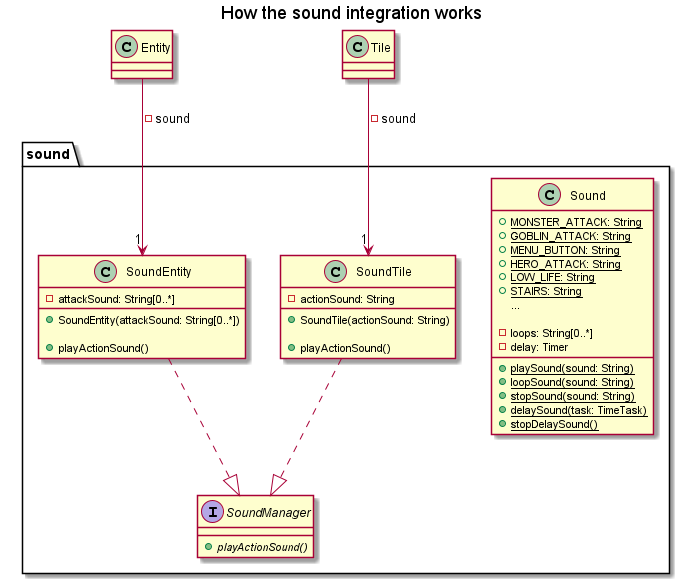 How the sound integration works
C Entity
C Tile
sound
sound
sound
1
1
C Sound
MONSTER_ATTACK: String
GOBLIN_ATTACK: String
MENU_BUTTON: String
HERO_ATTACK: String
LOW_LIFE: String
STAIRS: String
...
loops: String[0..*]
delay: Timer
playSound(sound: String)
loopSound(sound: String)
stopSound(sound: String)
delaySound(task: TimeTask)
stopDelaySound()
C SoundEntity
attackSound: String[0..*]
SoundEntity(attackSound: String[0..*])
playActionSound()
C SoundTile
actionSound: String
SoundTile(actionSound: String)
playActionSound()
I SoundManager
playActionSound()